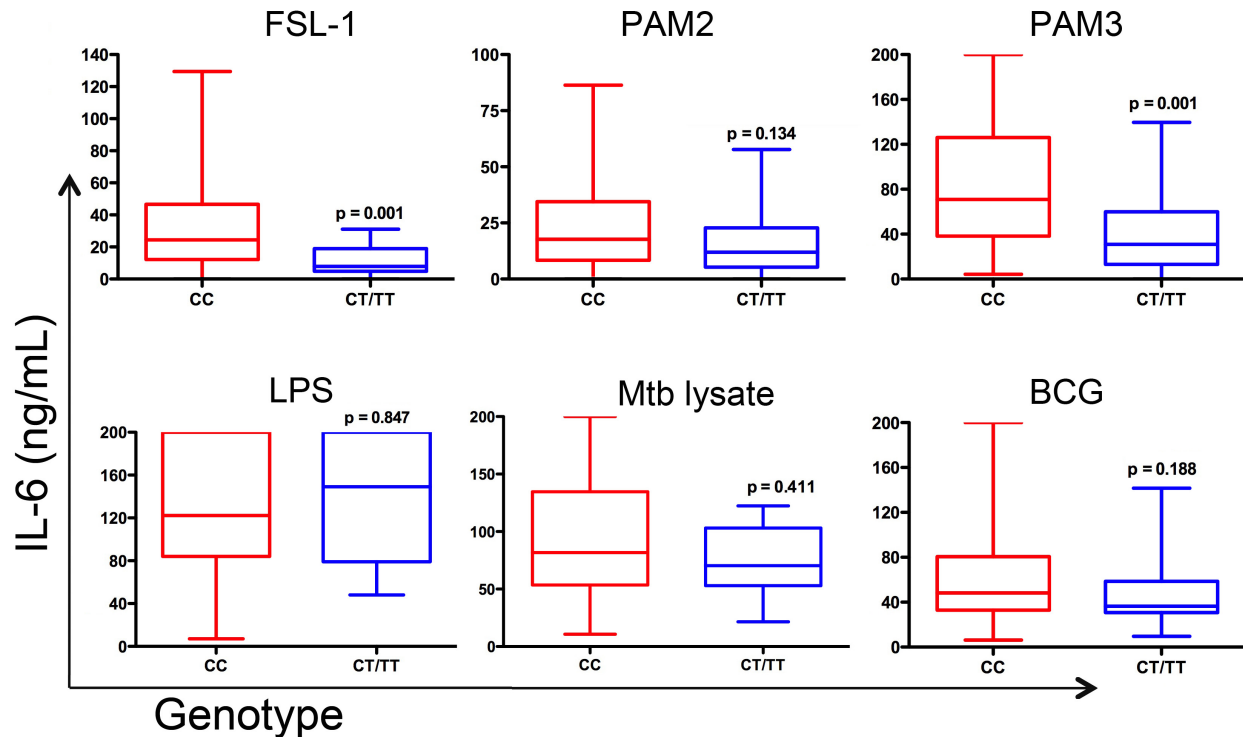 FSL-1 PAM2 PAM3
140
120
100
80
60
40
20
0
p = 0.001
CC CT/TT
100
75
50
25
0
p = 0.134
CC CT/TT
200
160
120
80
40
0
p = 0.001
CC CT/TT
IL-6 (ng/mL)
LPS Mtb lysate BCG
200
160
120
80
40
0
p = 0.847
CC CT/TT
200
150
100
50
0
p = 0.411
CC CT/TT
200
160
120
80
40
0
p = 0.188
CC CT/TT
Genotype